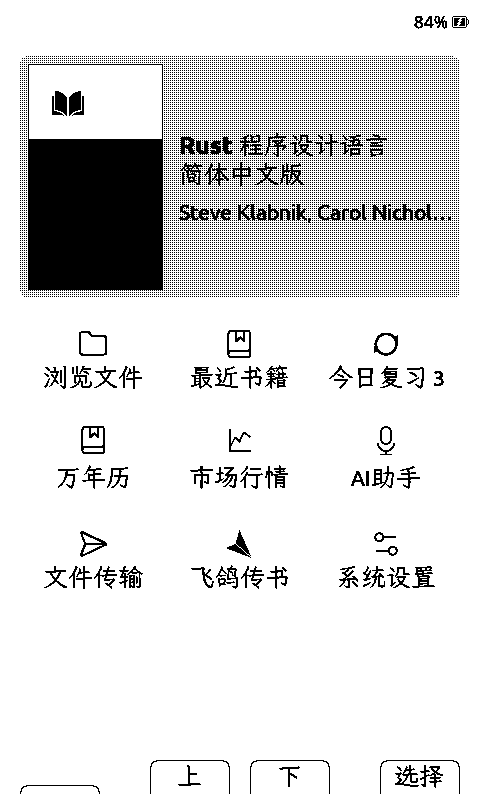 84%
Rust 程序设计语言
简体中文版
Steve Klabnik, Carol Nichol...
浏览文件
最近书籍
今日复习 3
万年历
市场行情
AI助手
文件传输
飞鸽传书
系统设置
上
下
选择